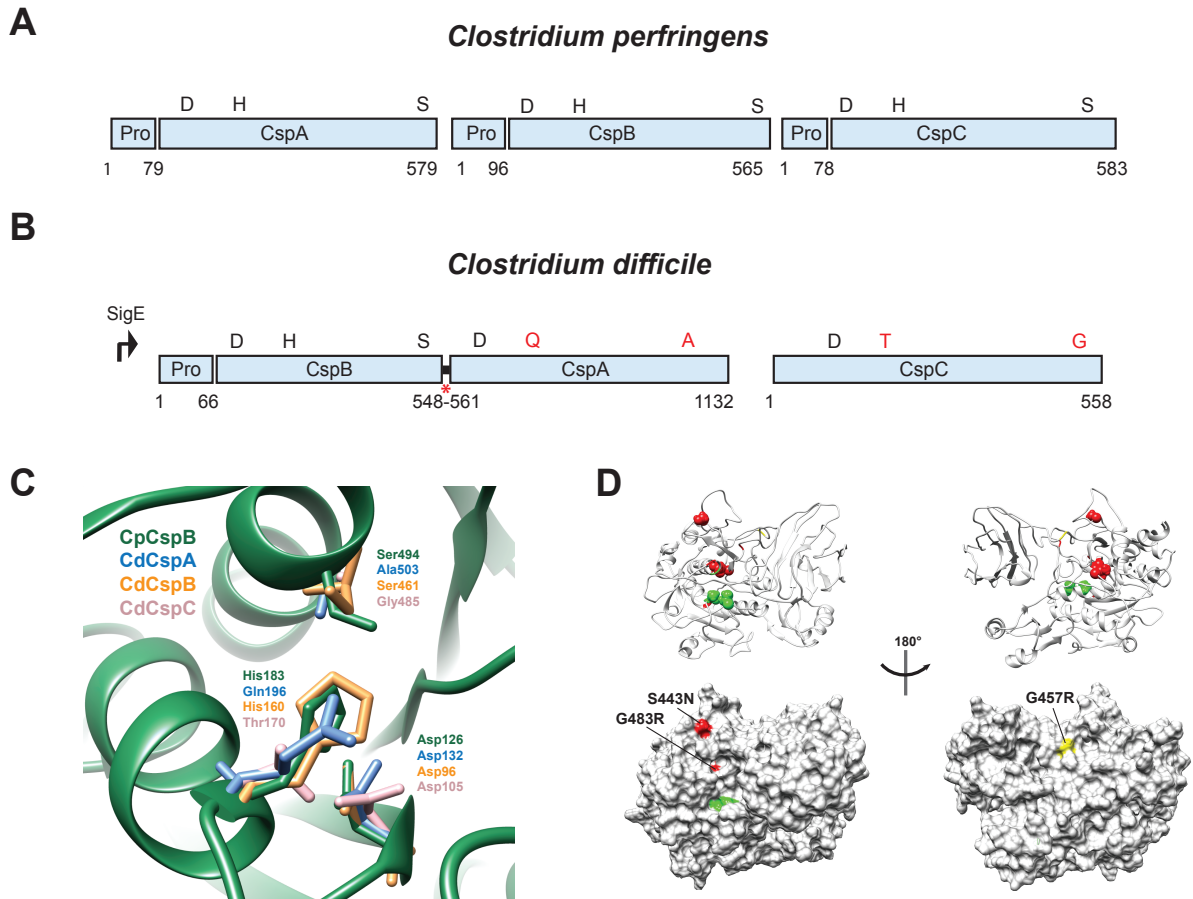 A
Clostridium perfringens
D H S D H S D H S
Pro CspA Pro CspB Pro CspC
1 79 579 1 96 565 1 78 583
B
Clostridium difficile
SigE
D H S D Q A D T G
Pro CspB CspA CspC
*
1 66 548-561 1132 1 558
C
CpCspB
CdCspA
CdCspB
CdCspC
Ser494
Ala503
Ser461
Gly485
His183
Gln196
His160
Thr170
Asp126
Asp132
Asp96
Asp105
D
180°
S443N
G483R
G457R